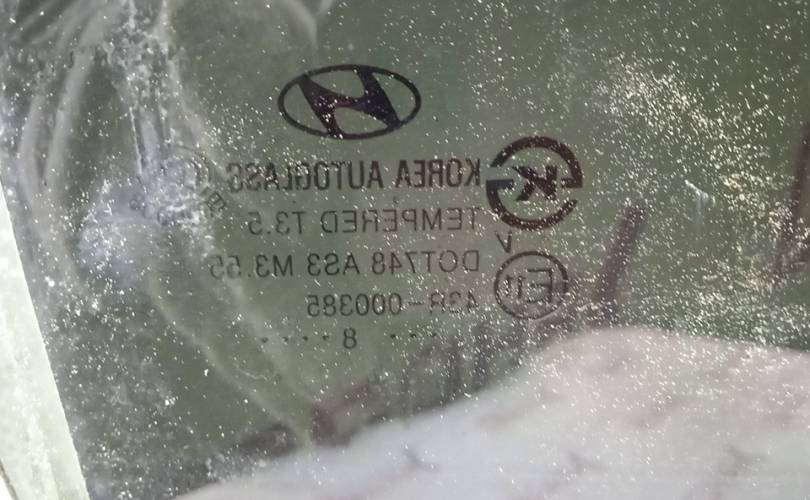 KOREA AUTOGLASS
TEMPERED T3.5
DOT748 AS3 M3.55
V
43R-000385
··· 8 ····